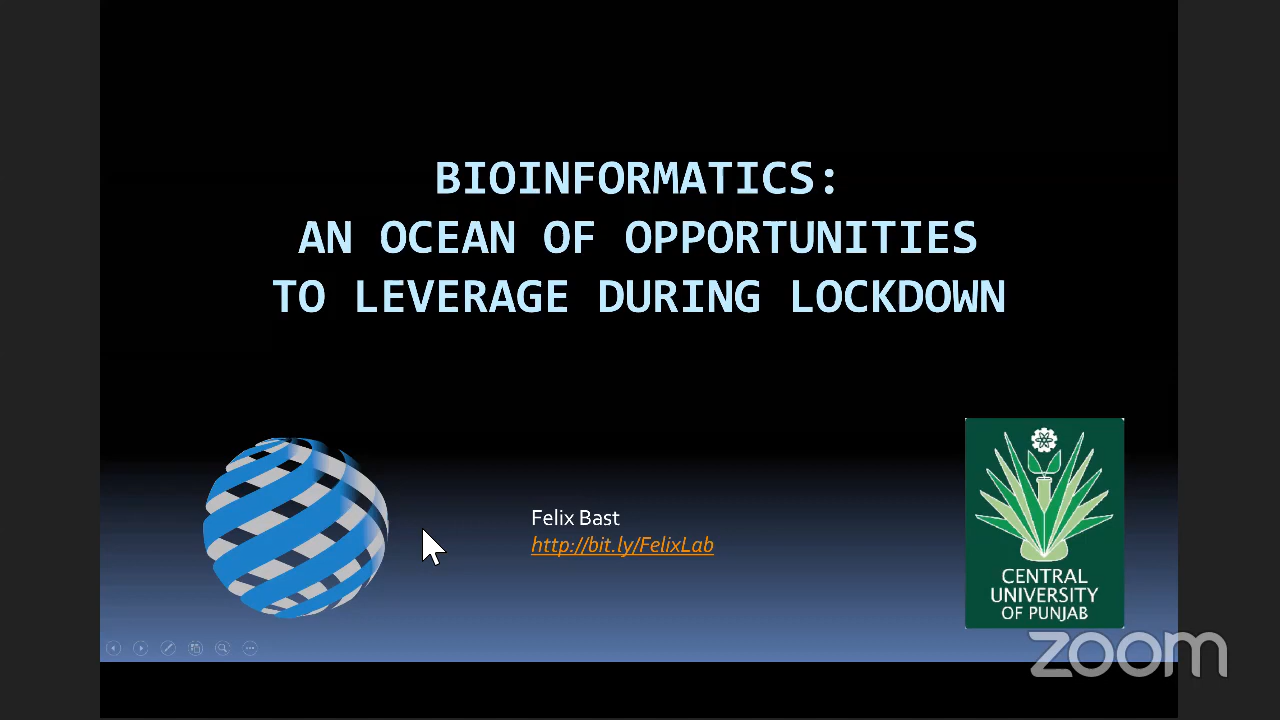 BIOINFORMATICS:
AN OCEAN OF OPPORTUNITIES
TO LEVERAGE DURING LOCKDOWN
Felix Bast
http://bit.ly/FelixLab
CENTRAL
UNIVERSITY
OF PUNJAB
zoom